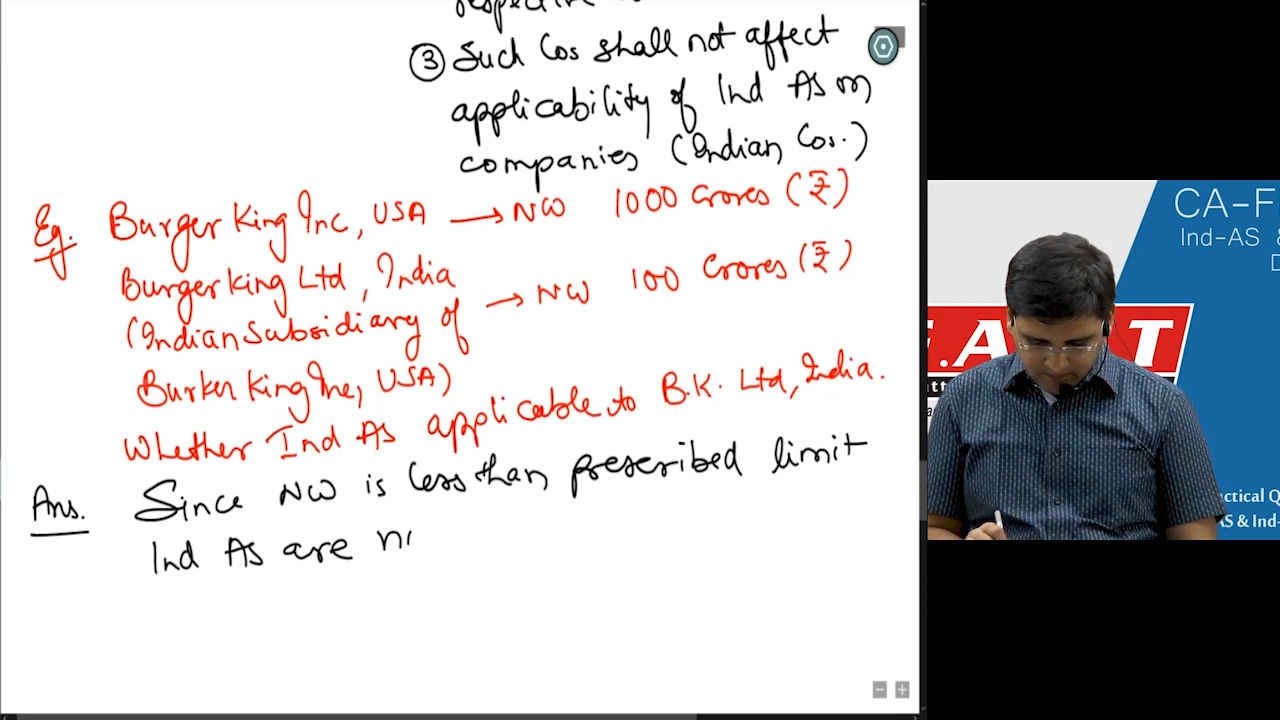 ③ Such Cos shall not affect
applicability of Ind AS on
companies (Indian Cos.)
Eg. Burger King Inc, USA → NW 1000 Crores (₹)
Burger King Ltd, India
(Indian Subsidiary of → NW 100 Crores (₹)
Burker King Inc, USA)
Whether Ind AS applicable to B.K. Ltd, India.
Ans. Since NW is less than prescribed limit
Ind AS are n
CA-F
Ind-AS &
D
.A T
actical Q
AS & Ind-